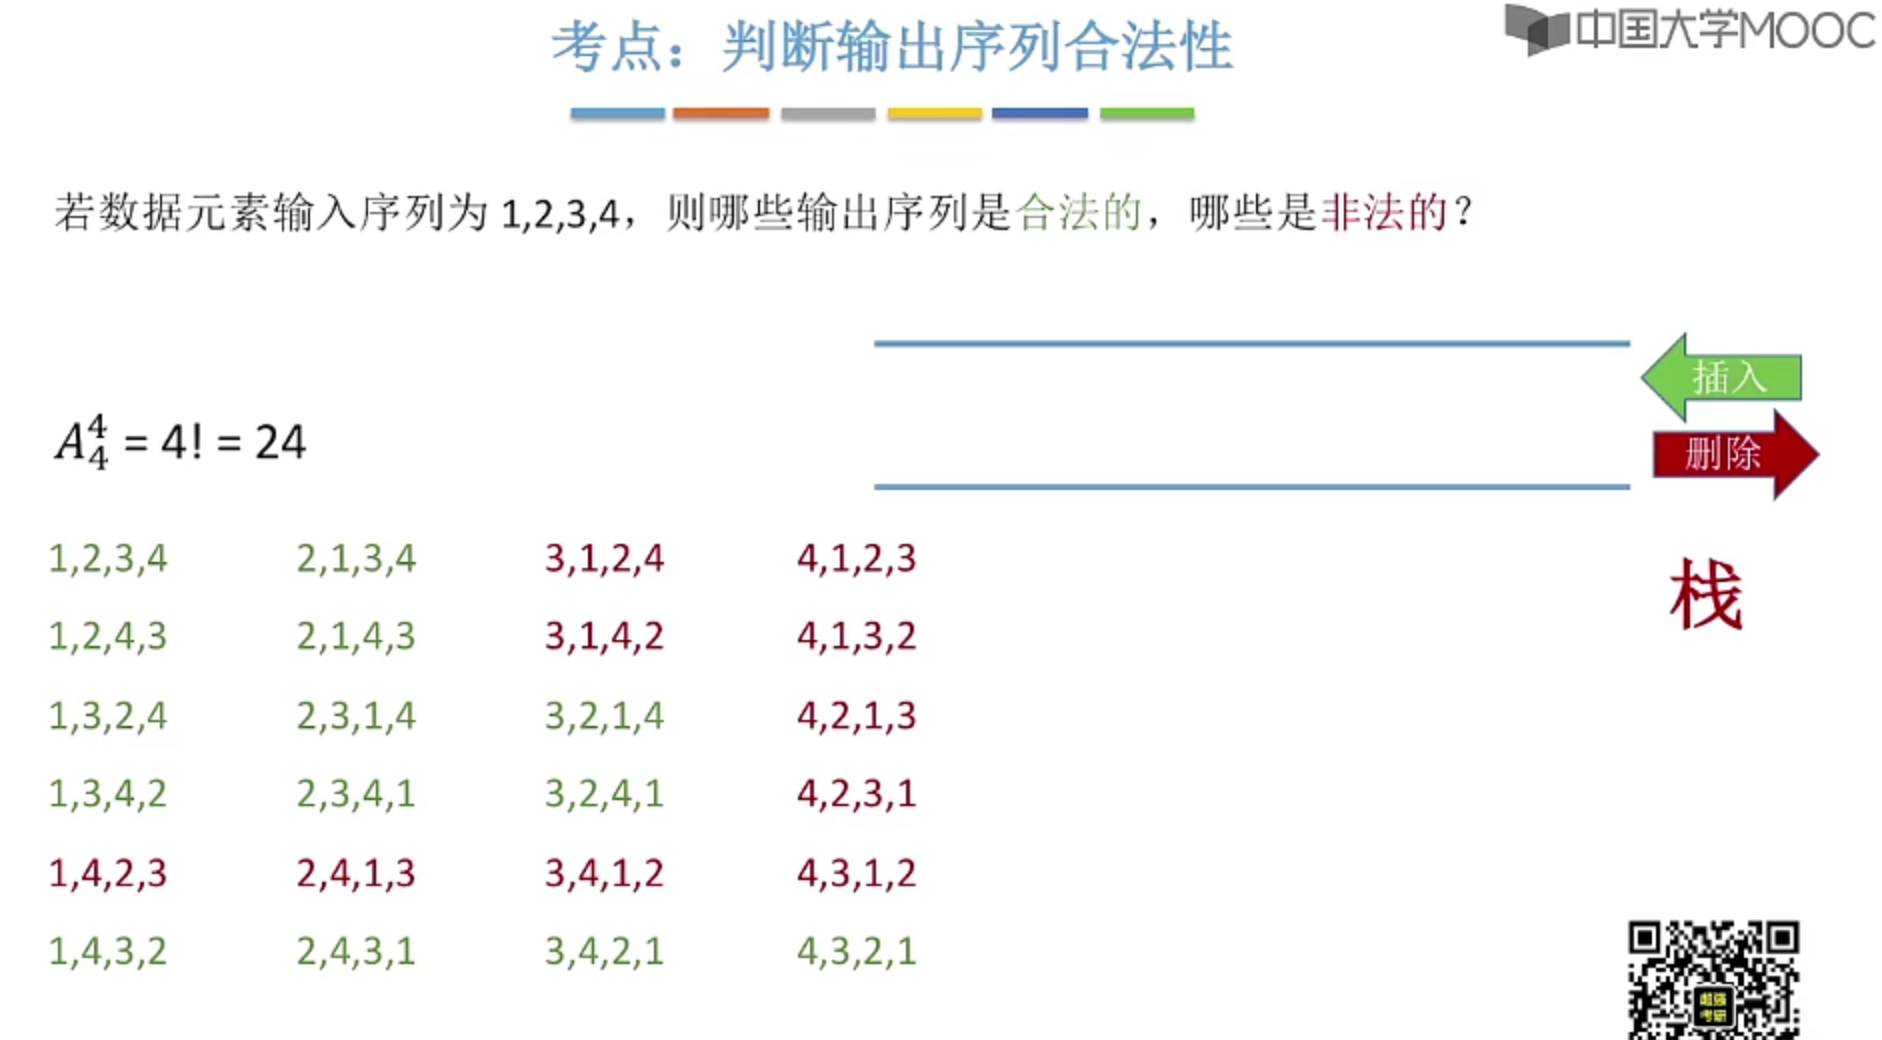 考点：判断输出序列合法性
中国大学MOOC
若数据元素输入序列为 1,2,3,4，则哪些输出序列是合法的，哪些是非法的？
插入
A₄⁴ = 4! = 24
删除
1,2,3,4 2,1,3,4 3,1,2,4 4,1,2,3
栈
1,2,4,3 2,1,4,3 3,1,4,2 4,1,3,2
1,3,2,4 2,3,1,4 3,2,1,4 4,2,1,3
1,3,4,2 2,3,4,1 3,2,4,1 4,2,3,1
1,4,2,3 2,4,1,3 3,4,1,2 4,3,1,2
1,4,3,2 2,4,3,1 3,4,2,1 4,3,2,1
超强
考研